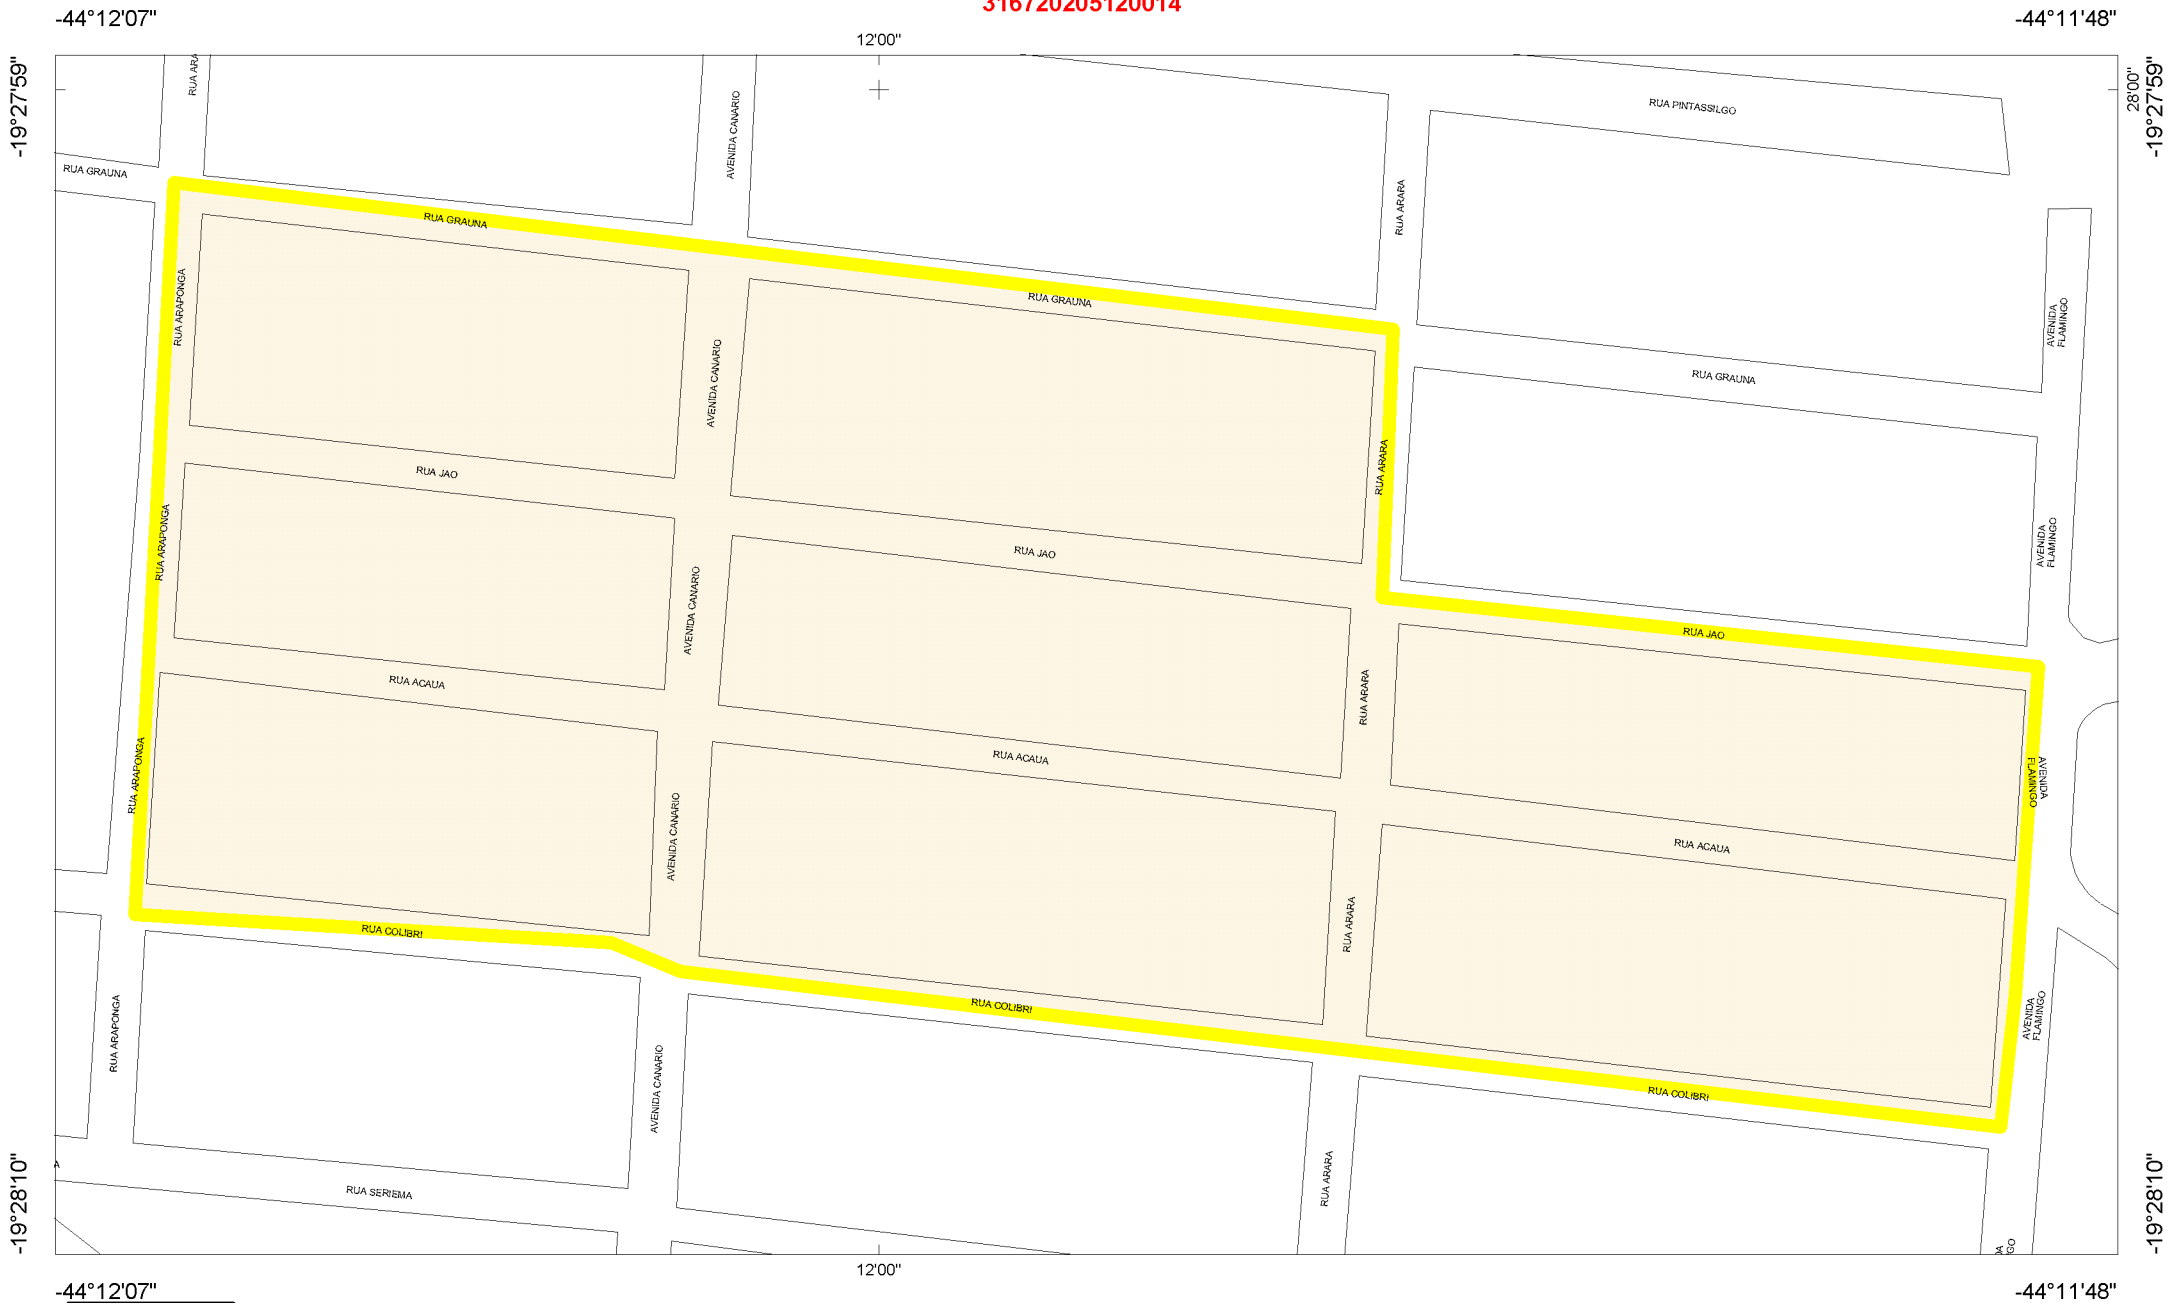 316720205120014
-44°12'07"
-44°11'48"
12'00"
-19°27'59"
28'00"
-19°27'59"
RUA ARA
AVENIDA CANARIO
RUA PINTASSILGO
RUA GRAUNA
RUA ARARA
RUA GRAUNA
RUA ARAPONGA
RUA GRAUNA
AVENIDA
FLAMINGO
AVENIDA CANARIO
RUA GRAUNA
RUA ARARA
RUA JAO
RUA ARAPONGA
RUA JAO
AVENIDA
FLAMINGO
AVENIDA CANARIO
RUA JAO
RUA ACAUA
RUA ARARA
RUA ACAUA
AVENIDA
FLAMINGO
RUA ARAPONGA
AVENIDA CANARIO
RUA ACAUA
RUA COLIBRI
RUA ARARA
RUA COLIBRI
AVENIDA
FLAMINGO
RUA ARAPONGA
AVENIDA CANARIO
RUA COLIBRI
A
RUA SERIEMA
RUA ARARA
DA
GO
-19°28'10"
-19°28'10"
12'00"
-44°12'07"
-44°11'48"